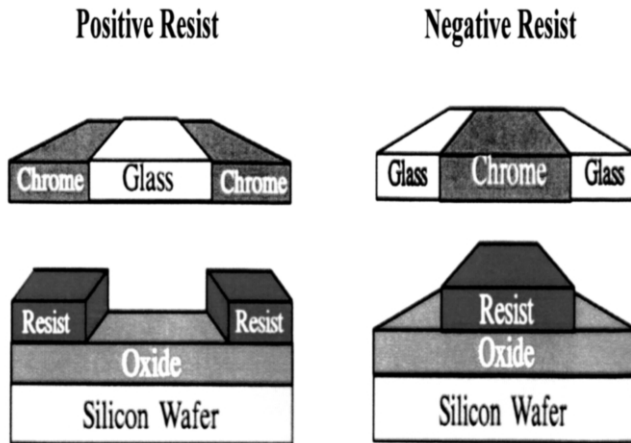 Positive Resist
Negative Resist
Chrome Glass Chrome
Glass Chrome Glass
Resist Resist
Resist
Oxide
Oxide
Silicon Wafer
Silicon Wafer